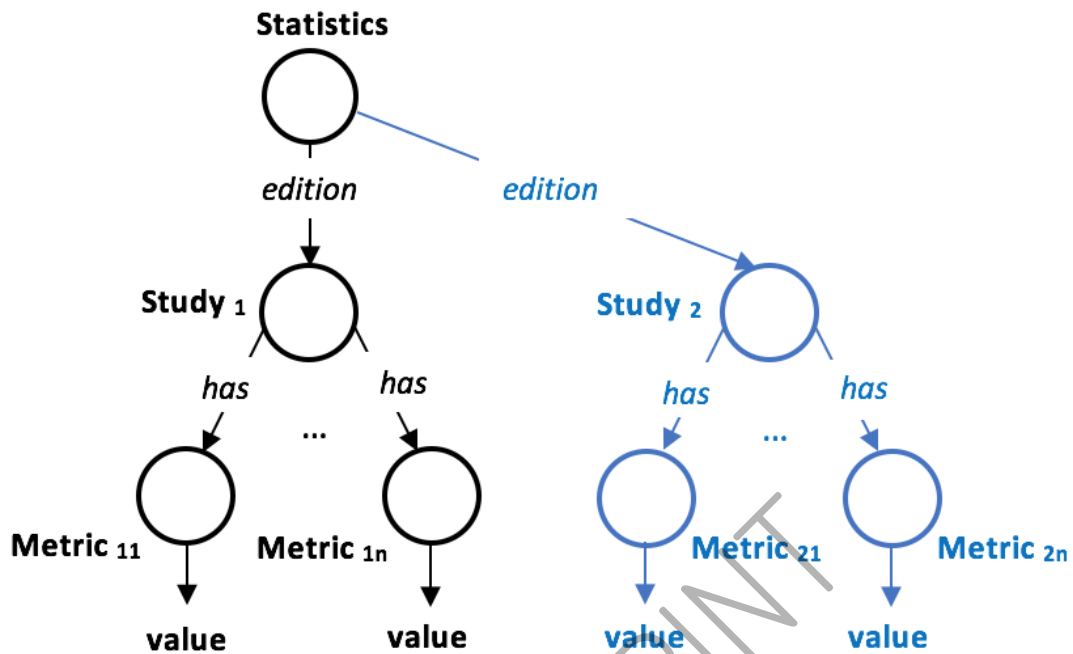 Statistics
edition
edition
Study 1
Study 2
has
has
has
has
...
...
Metric 11
Metric 1n
Metric 21
Metric 2n
value
value
value
value